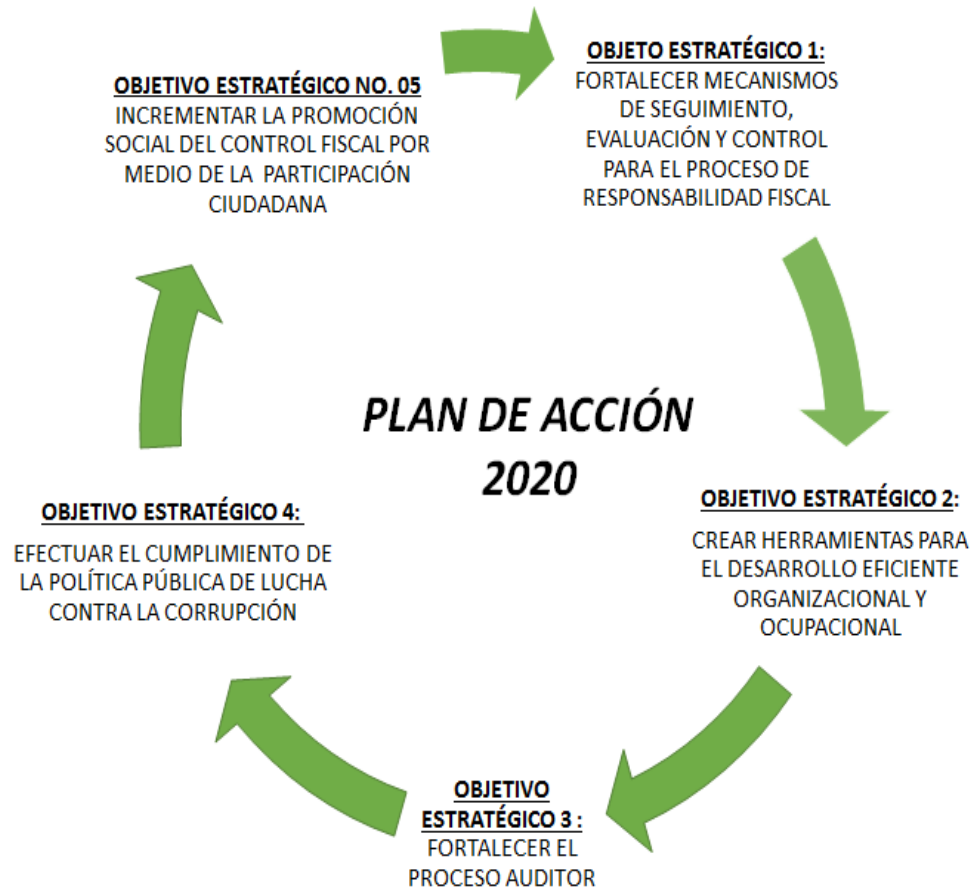 OBJETO ESTRATÉGICO 1:
FORTALECER MECANISMOS
DE SEGUIMIENTO,
EVALUACIÓN Y CONTROL
PARA EL PROCESO DE
RESPONSABILIDAD FISCAL
OBJETIVO ESTRATÉGICO 2:
CREAR HERRAMIENTAS PARA
EL DESARROLLO EFICIENTE
ORGANIZACIONAL Y
OCUPACIONAL
OBJETIVO
ESTRATÉGICO 3 :
FORTALECER EL
PROCESO AUDITOR
OBJETIVO ESTRATÉGICO 4:
EFECTUAR EL CUMPLIMIENTO DE
LA POLÍTICA PÚBLICA DE LUCHA
CONTRA LA CORRUPCIÓN
OBJETIVO ESTRATÉGICO NO. 05
INCREMENTAR LA PROMOCIÓN
SOCIAL DEL CONTROL FISCAL POR
MEDIO DE LA PARTICIPACIÓN
CIUDADANA
PLAN DE ACCIÓN
2020